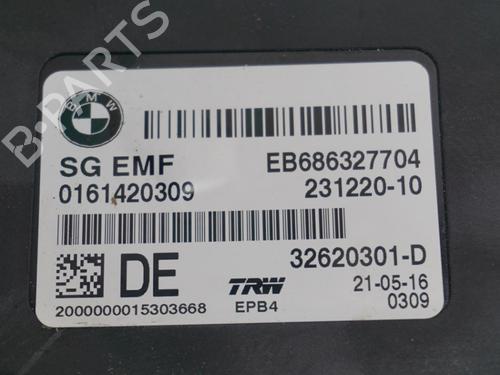 B-PARTS
BMW
SG EMF EB686327704
0161420309 231220-10
32620301-D
DE TRW 21-05-16
2000000015303668 EPB4 0309